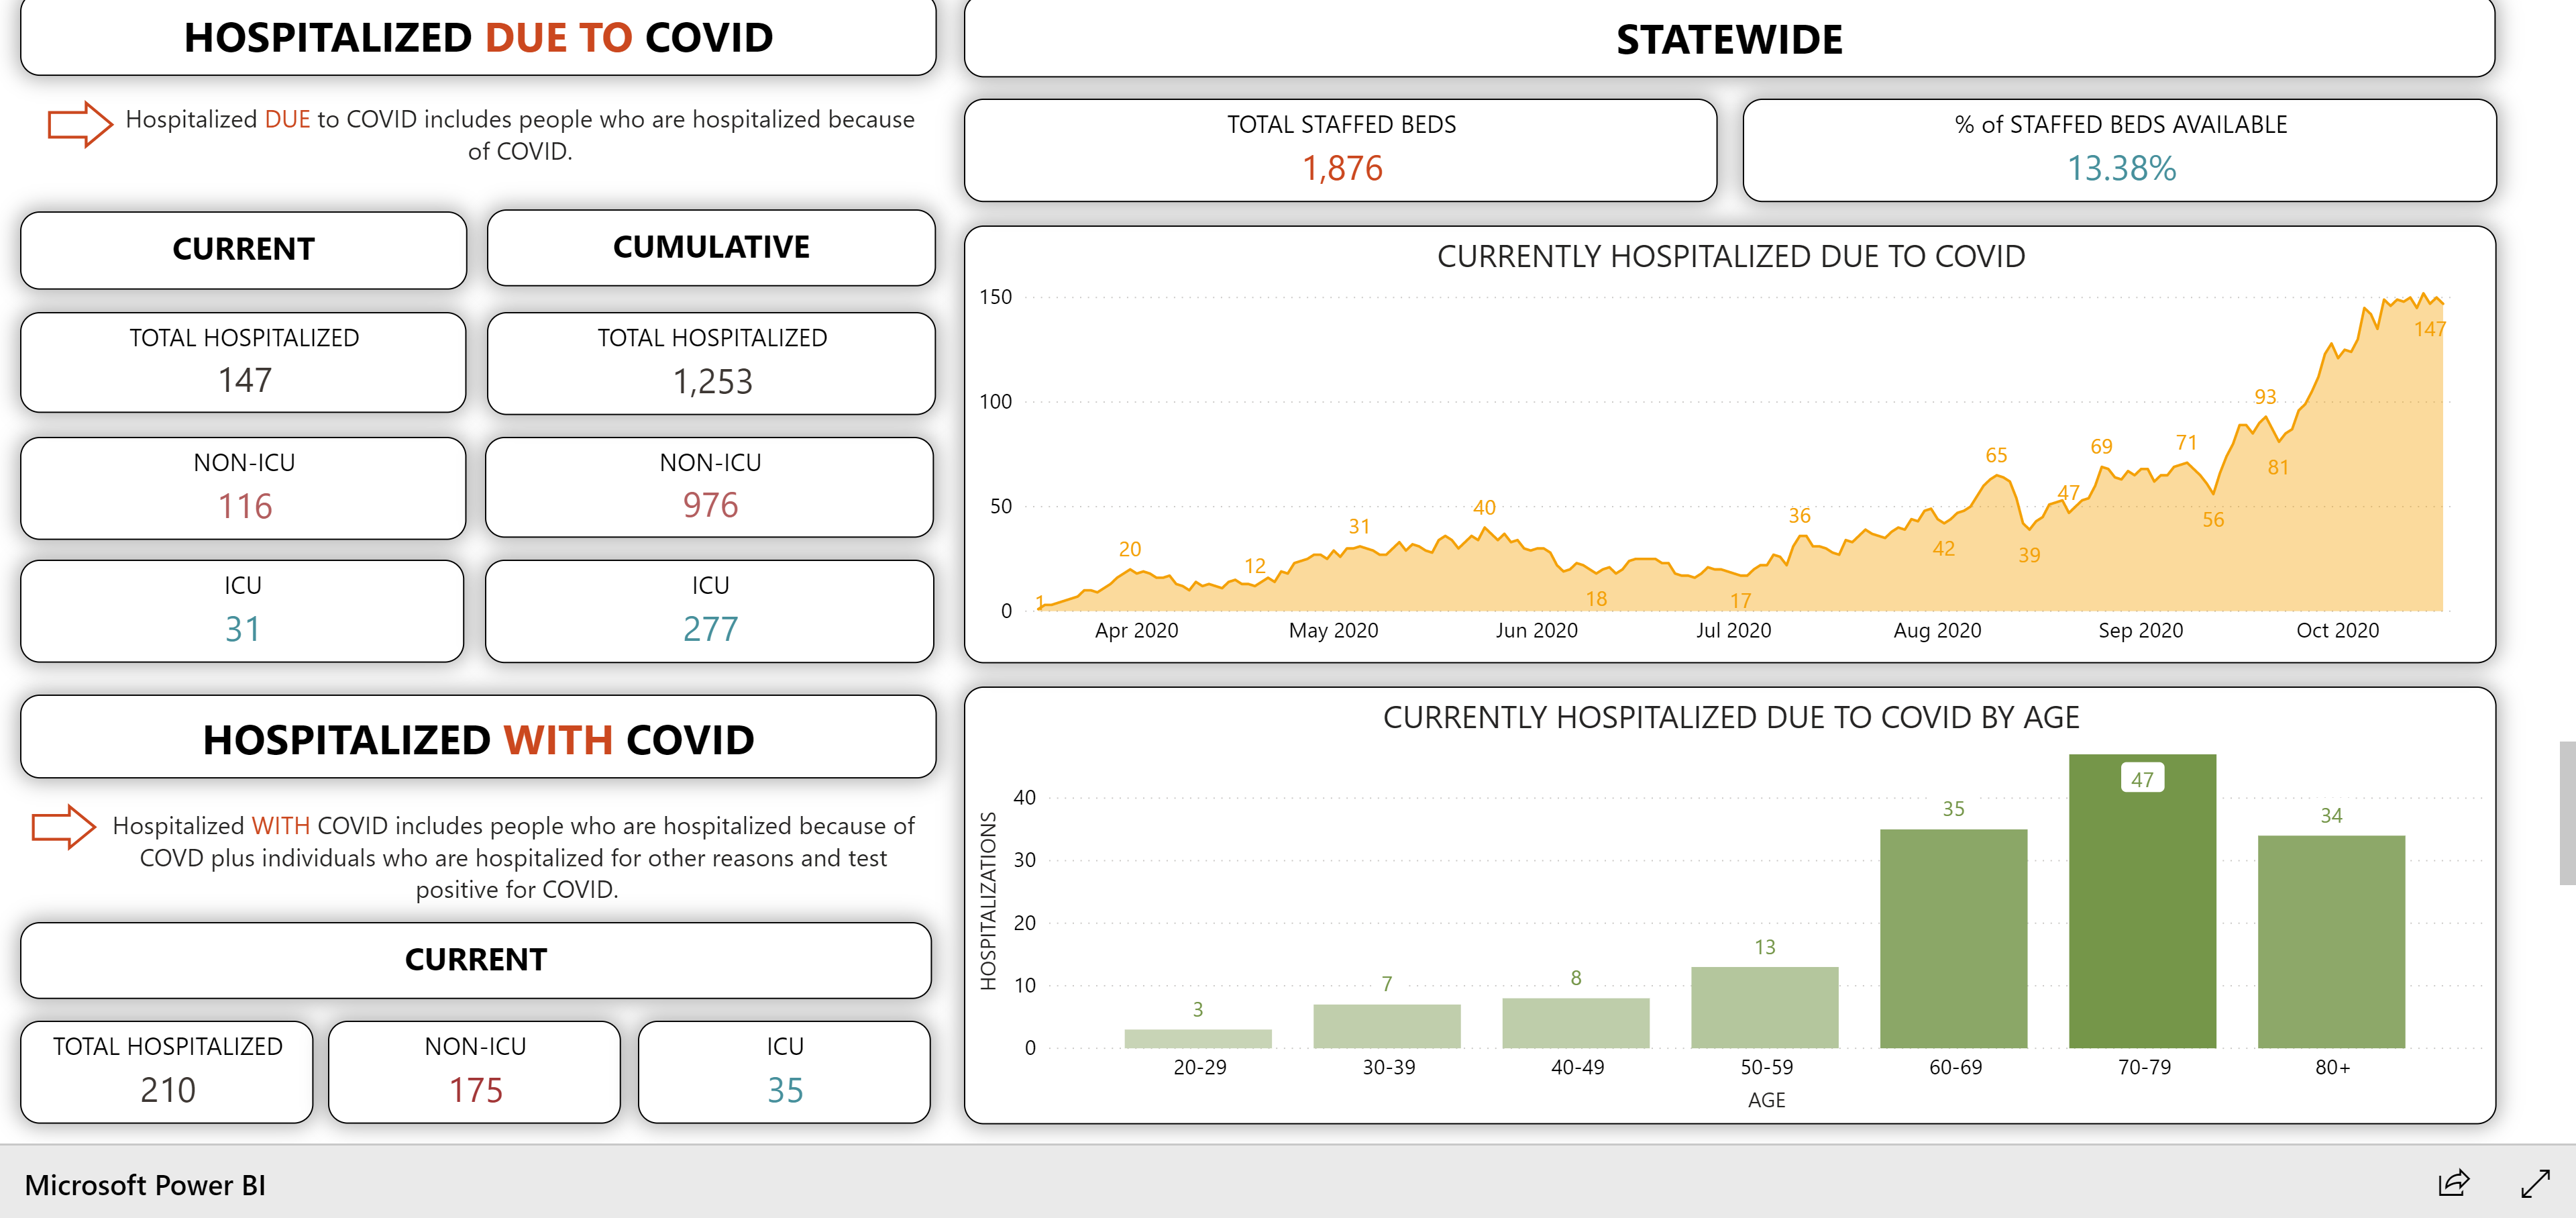 HOSPITALIZED DUE TO COVID
Hospitalized DUE to COVID includes people who are hospitalized because
of COVID.
CURRENT
CUMULATIVE
TOTAL HOSPITALIZED
147
TOTAL HOSPITALIZED
1,253
NON-ICU
116
NON-ICU
976
ICU
31
ICU
277
HOSPITALIZED WITH COVID
Hospitalized WITH COVID includes people who are hospitalized because of
COVD plus individuals who are hospitalized for other reasons and test
positive for COVID.
CURRENT
TOTAL HOSPITALIZED
210
NON-ICU
175
ICU
35
STATEWIDE
TOTAL STAFFED BEDS
1,876
% of STAFFED BEDS AVAILABLE
13.38%
CURRENTLY HOSPITALIZED DUE TO COVID
150
100
50
0
1
20
12
31
40
18
17
36
42
65
39
47
69
71
56
93
81
147
Apr 2020
May 2020
Jun 2020
Jul 2020
Aug 2020
Sep 2020
Oct 2020
CURRENTLY HOSPITALIZED DUE TO COVID BY AGE
HOSPITALIZATIONS
40
30
20
10
0
3
7
8
13
35
47
34
20-29
30-39
40-49
50-59
60-69
70-79
80+
AGE
Microsoft Power BI